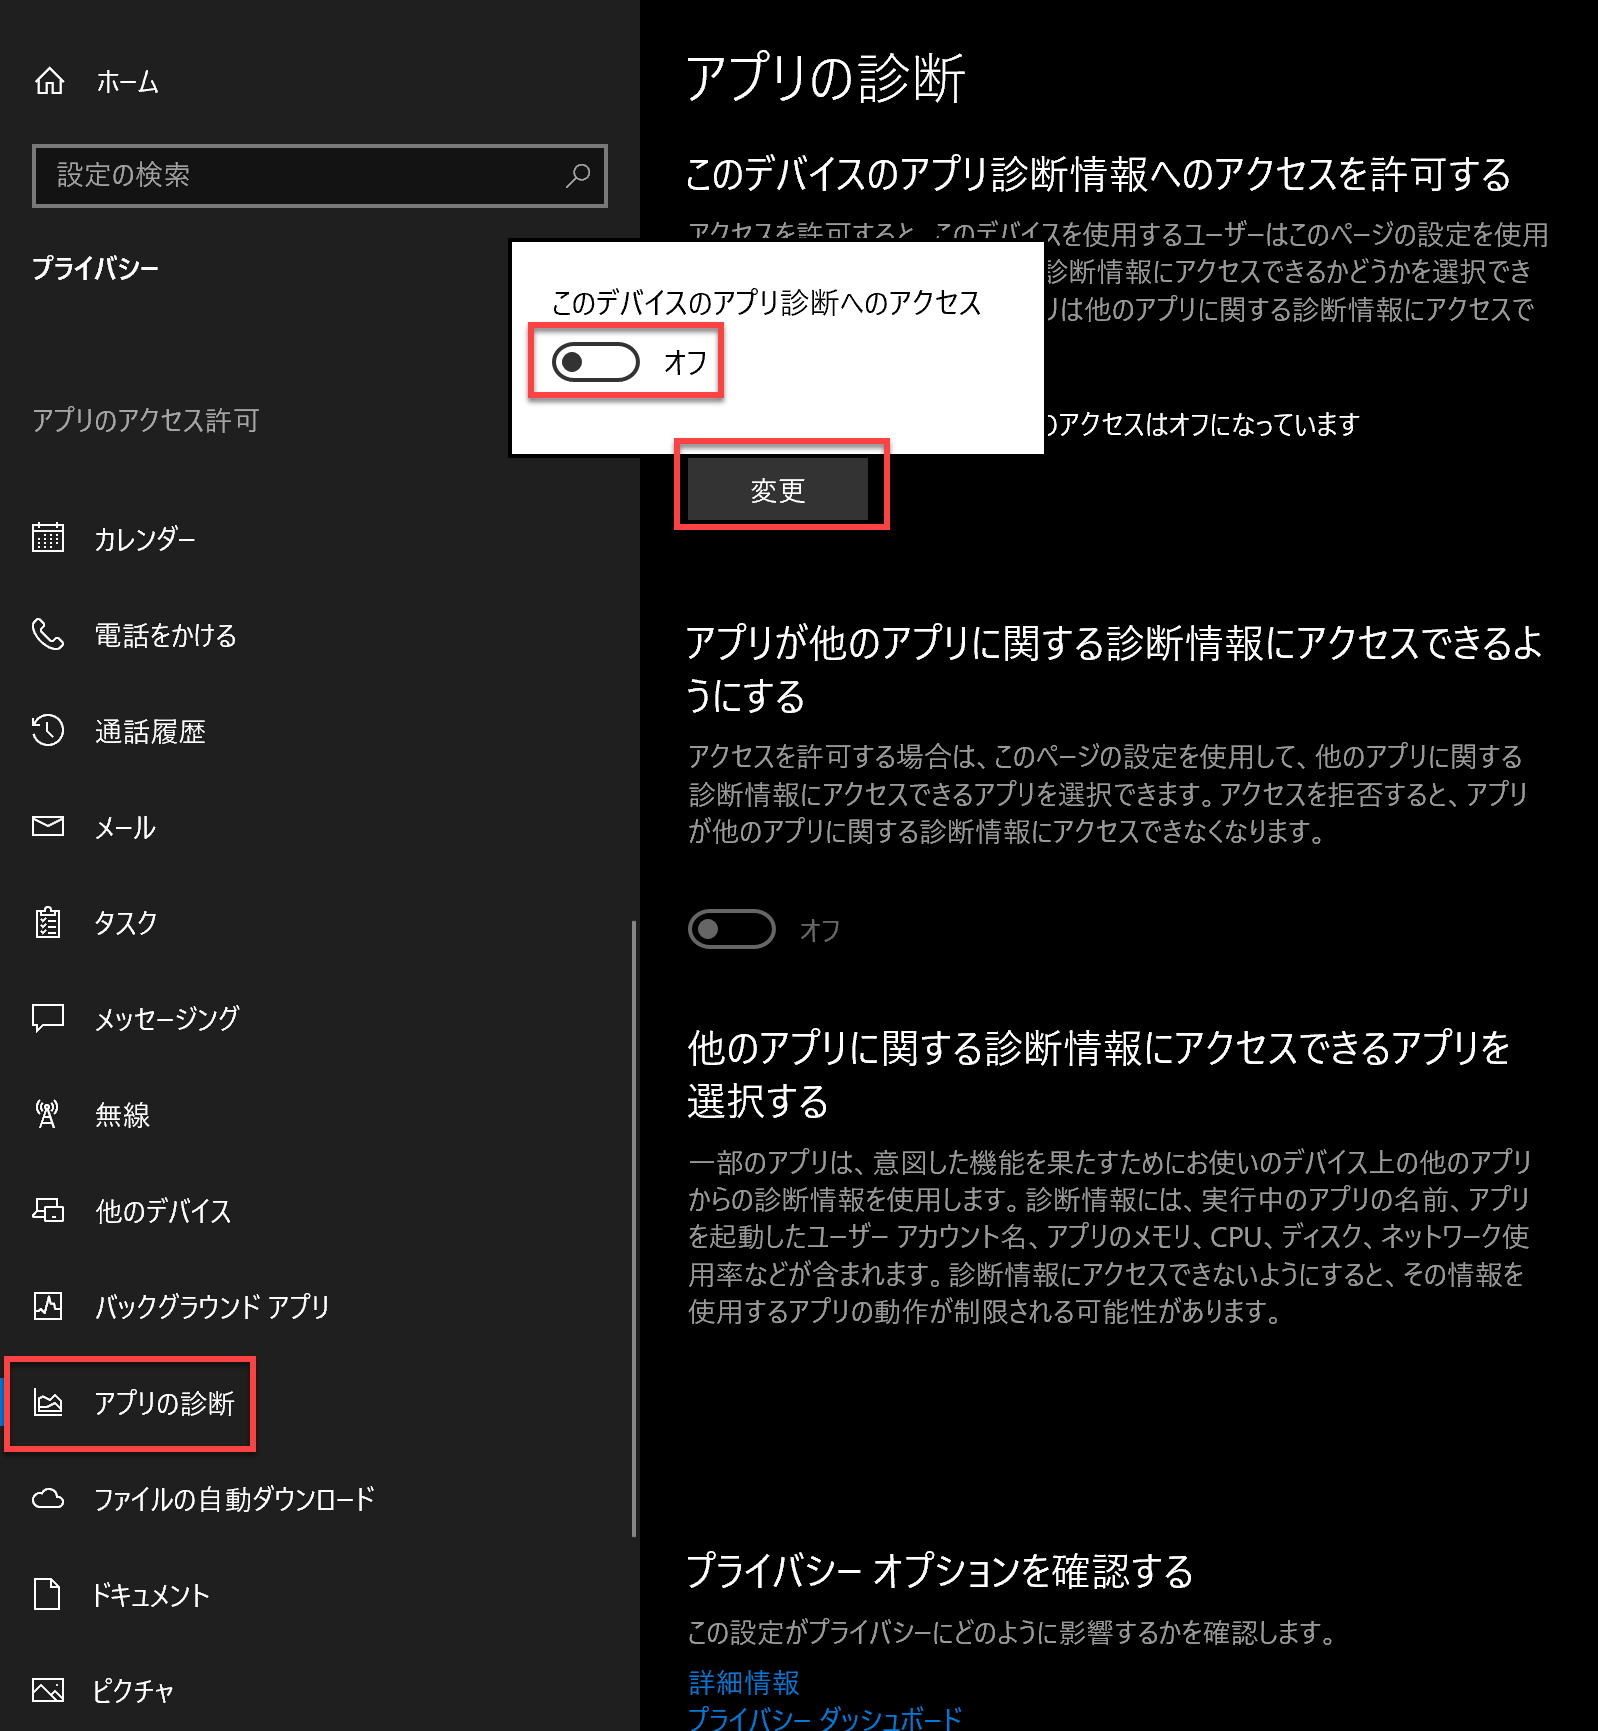 ホーム
設定の検索
プライバシー
アプリのアクセス許可
カレンダー
電話をかける
通話履歴
メール
タスク
メッセージング
無線
他のデバイス
バックグラウンド アプリ
アプリの診断
ファイルの自動ダウンロード
ドキュメント
ピクチャ
アプリの診断
このデバイスのアプリ診断情報へのアクセスを許可する
アクセスを許可すると、このデバイスを使用するユーザーはこのページの設定を使用
診断情報にアクセスできるかどうかを選択でき
リは他のアプリに関する診断情報にアクセスで
このデバイスのアプリ診断へのアクセス
オフ
のアクセスはオフになっています
変更
アプリが他のアプリに関する診断情報にアクセスできるよ
うにする
アクセスを許可する場合は、このページの設定を使用して、他のアプリに関する
診断情報にアクセスできるアプリを選択できます。アクセスを拒否すると、アプリ
が他のアプリに関する診断情報にアクセスできなくなります。
オフ
他のアプリに関する診断情報にアクセスできるアプリを
選択する
一部のアプリは、意図した機能を果たすためにお使いのデバイス上の他のアプリ
からの診断情報を使用します。診断情報には、実行中のアプリの名前、アプリ
を起動したユーザー アカウント名、アプリのメモリ、CPU、ディスク、ネットワーク使
用率などが含まれます。診断情報にアクセスできないようにすると、その情報を
使用するアプリの動作が制限される可能性があります。
プライバシー オプションを確認する
この設定がプライバシーにどのように影響するかを確認します。
詳細情報
プライバシー ダッシュボード